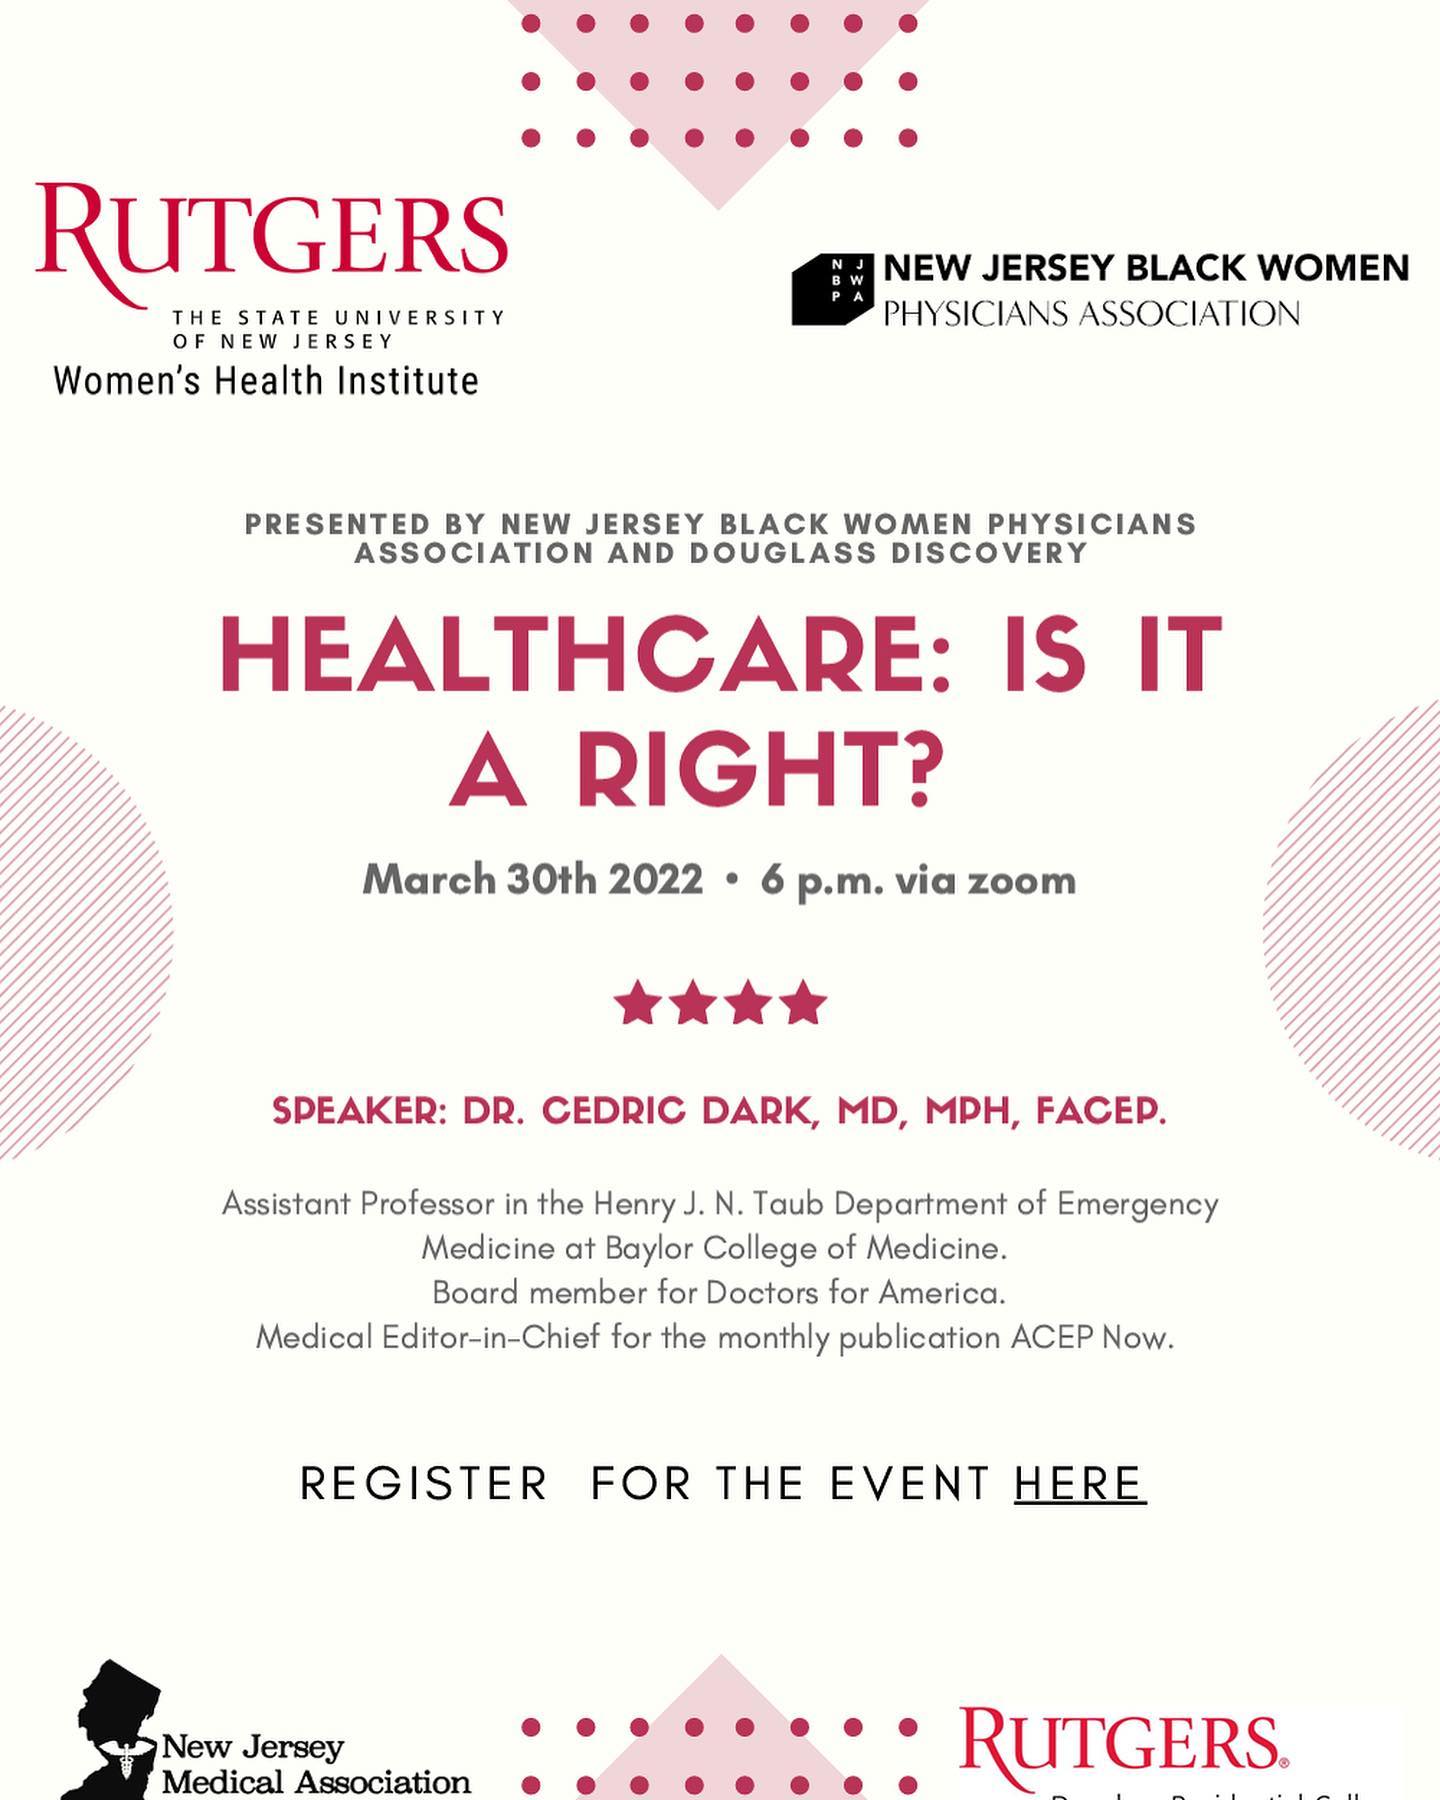 RUTGERS
THE STATE UNIVERSITY
OF NEW JERSEY
Women's Health Institute
N J
B W
P A
NEW JERSEY BLACK WOMEN
PHYSICIANS ASSOCIATION
PRESENTED BY NEW JERSEY BLACK WOMEN PHYSICIANS
ASSOCIATION AND DOUGLASS DISCOVERY
HEALTHCARE: IS IT
A RIGHT?
March 30th 2022 • 6 p.m. via zoom
SPEAKER: DR. CEDRIC DARK, MD, MPH, FACEP.
Assistant Professor in the Henry J. N. Taub Department of Emergency
Medicine at Baylor College of Medicine.
Board member for Doctors for America.
Medical Editor-in-Chief for the monthly publication ACEP Now.
REGISTER FOR THE EVENT HERE
New Jersey
Medical Association
RUTGERS®